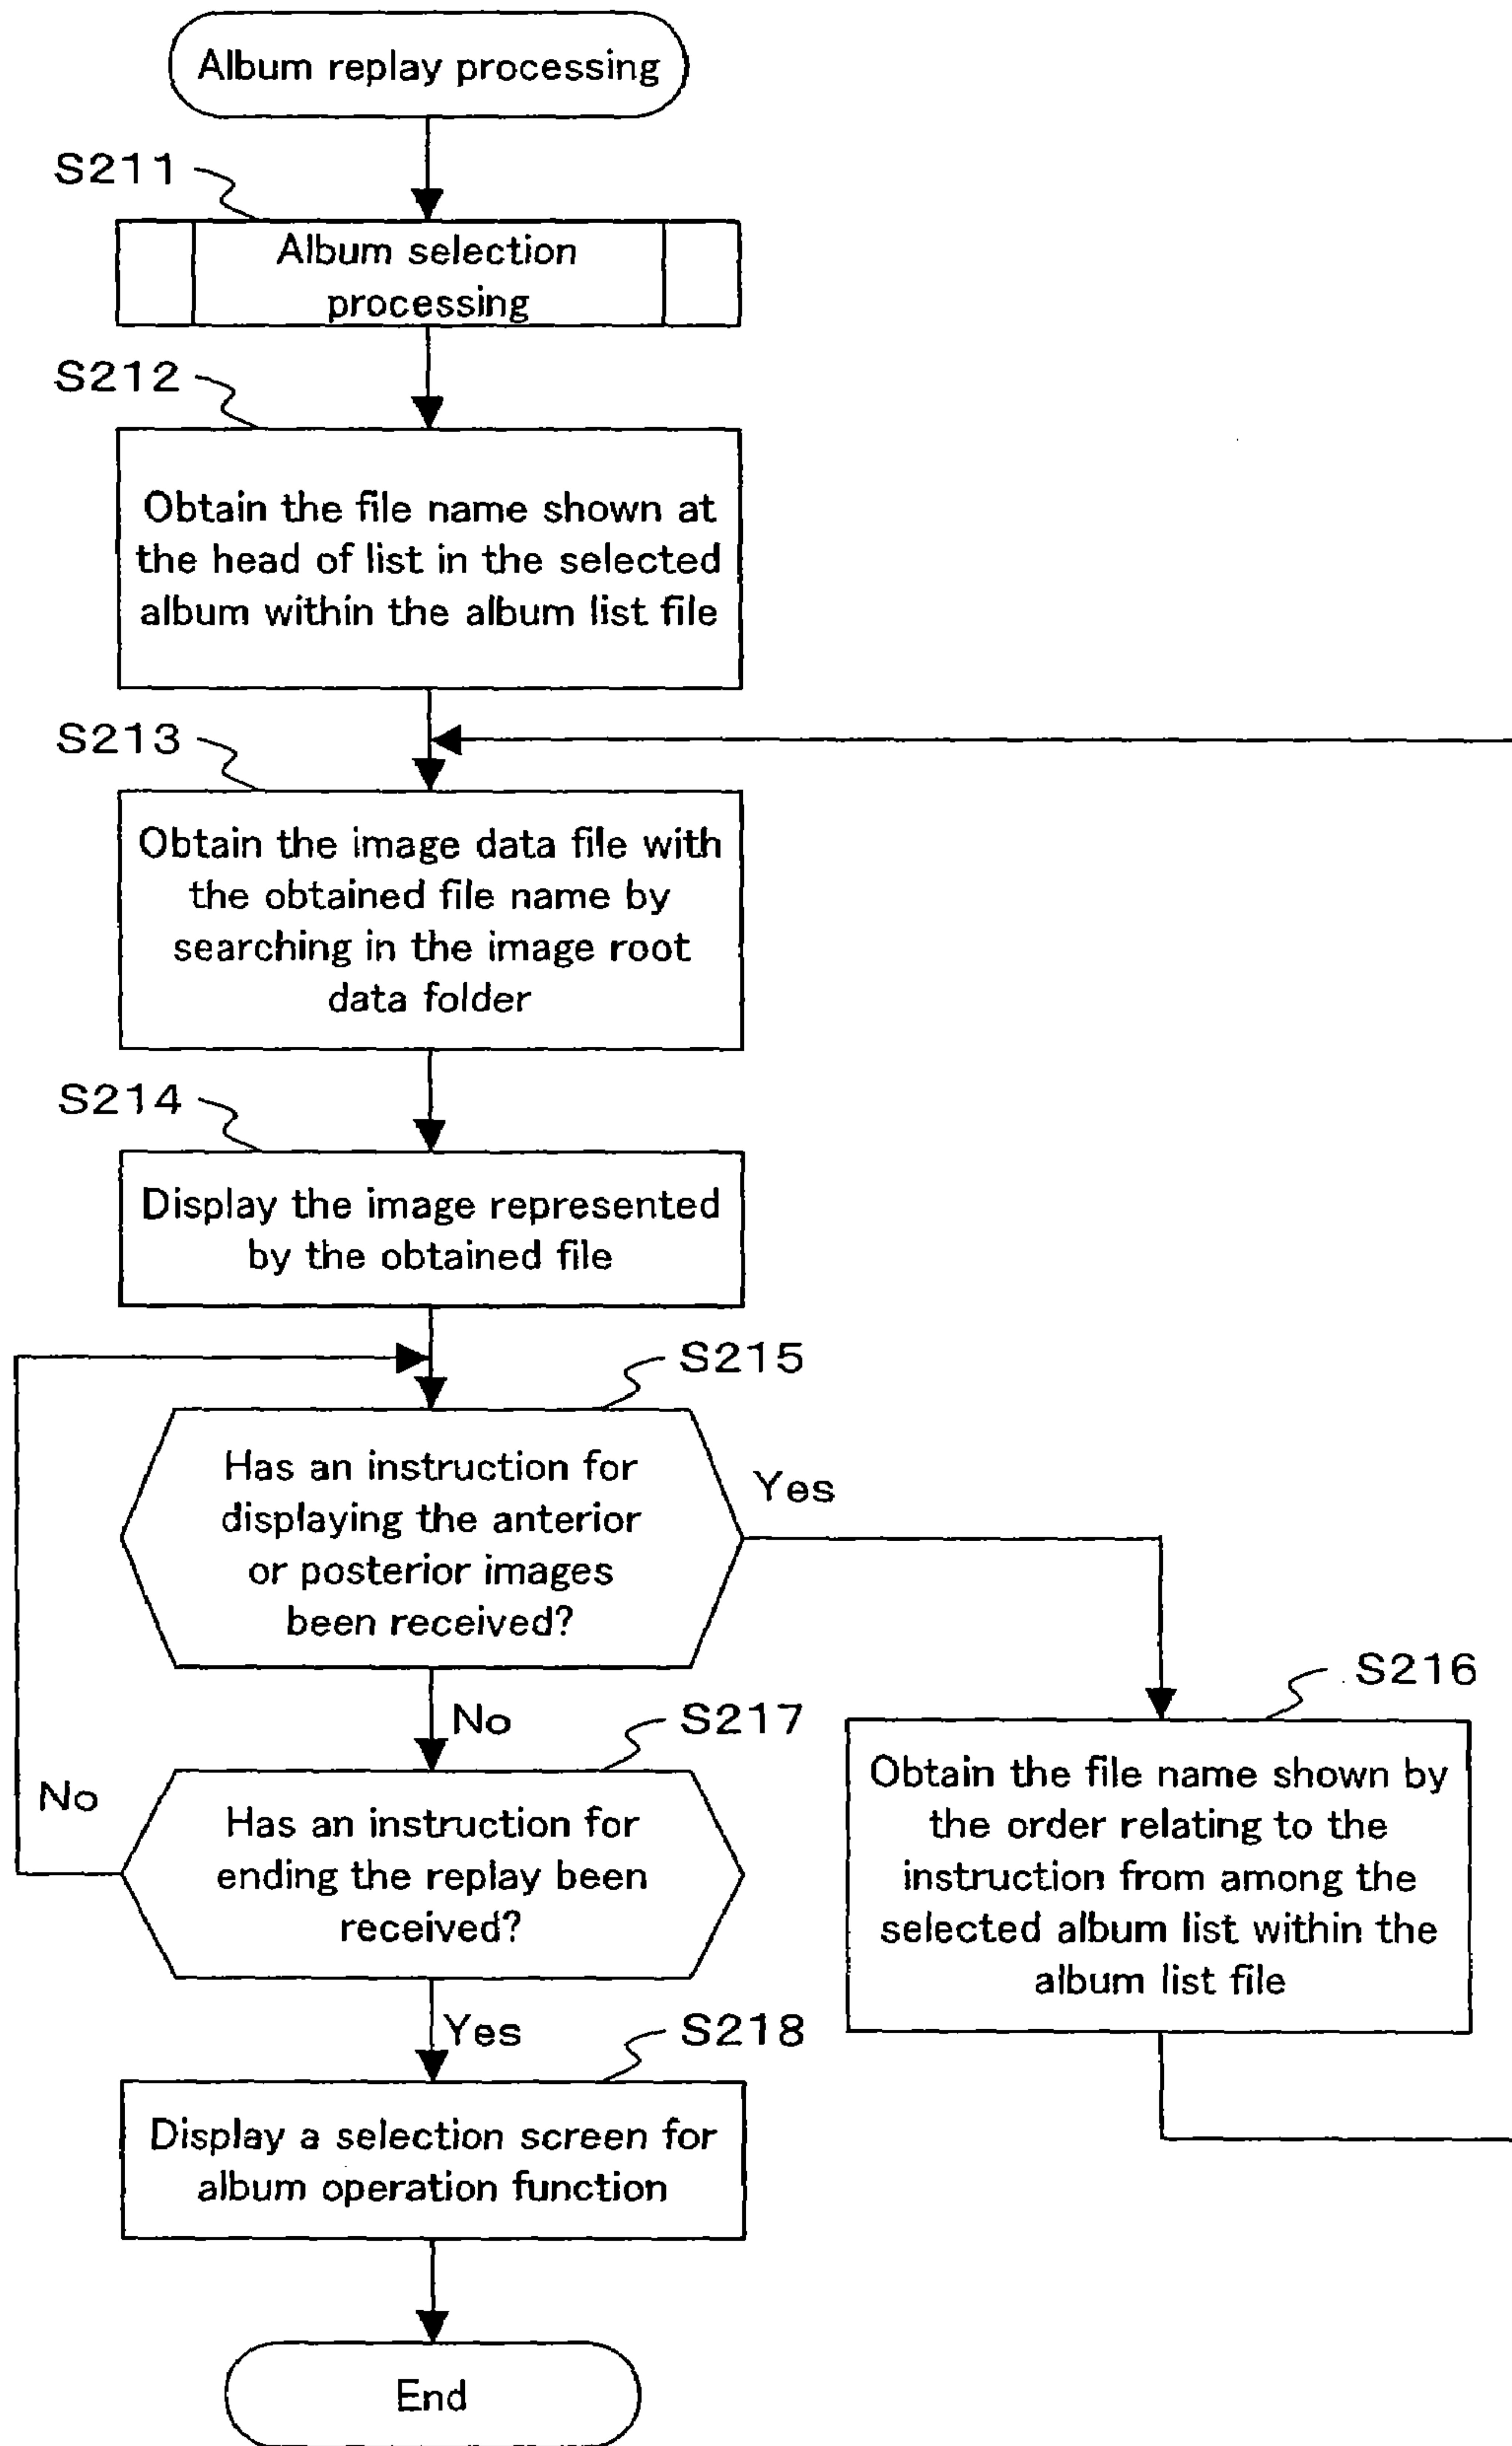 Album replay processing
S211
Album selection
processing
S212
Obtain the file name shown at
the head of list in the selected
album within the album list file
S213
Obtain the image data file with
the obtained file name by
searching in the image root
data folder
S214
Display the image represented
by the obtained file
S215
Has an instruction for
displaying the anterior
or posterior images
been received?
Yes
No
S216
Obtain the file name shown by
the order relating to the
instruction from among the
selected album list within the
album list file
S217
Has an instruction for
ending the replay been
received?
No
Yes
S218
Display a selection screen for
album operation function
End